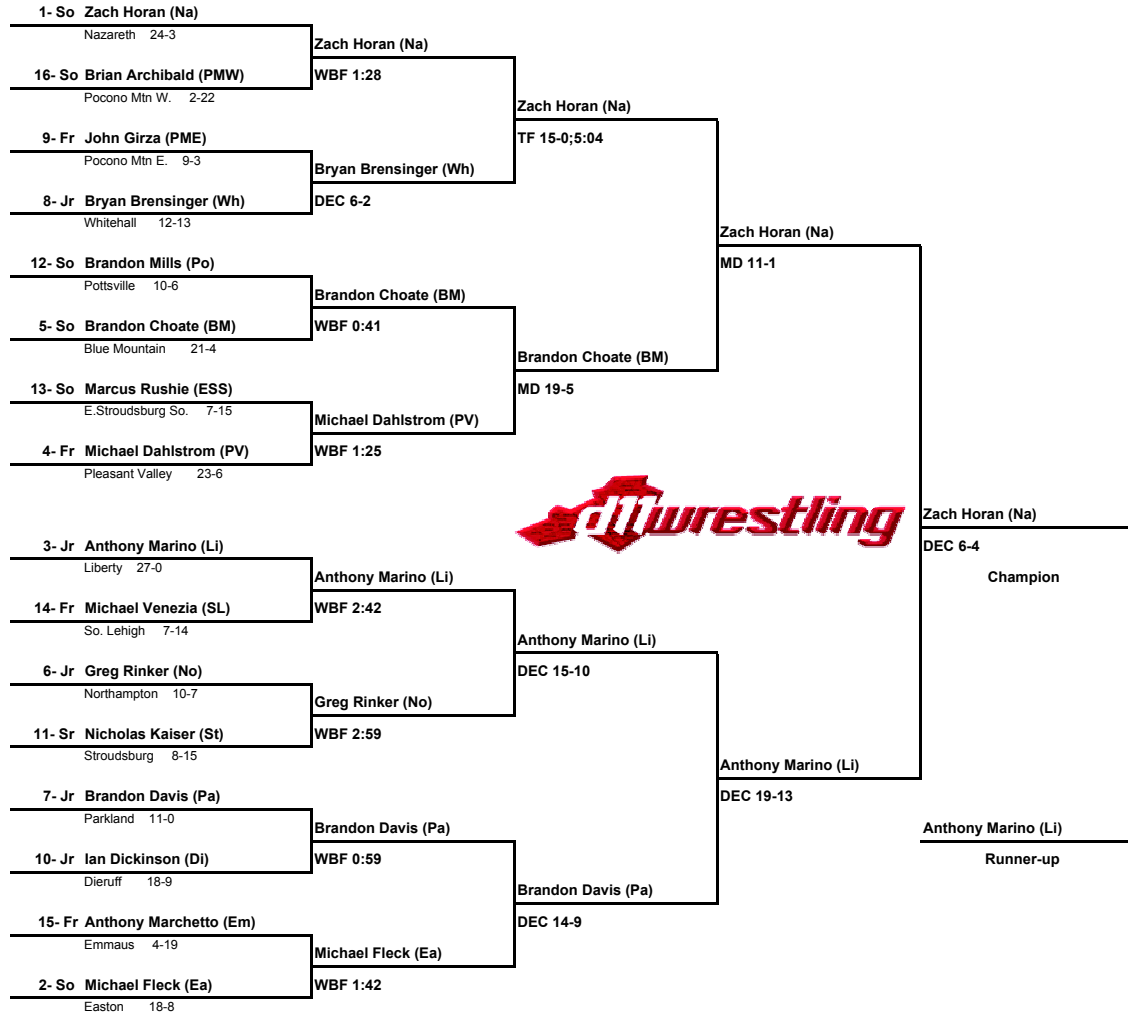 1- So Zach Horan (Na)
Nazareth 24-3
Zach Horan (Na)
16- So Brian Archibald (PMW)
WBF 1:28
Pocono Mtn W. 2-22
Zach Horan (Na)
9- Fr John Girza (PME)
TF 15-0;5:04
Pocono Mtn E. 9-3
Bryan Brensinger (Wh)
8- Jr Bryan Brensinger (Wh)
DEC 6-2
Whitehall 12-13
Zach Horan (Na)
12- So Brandon Mills (Po)
MD 11-1
Pottsville 10-6
Brandon Choate (BM)
5- So Brandon Choate (BM)
WBF 0:41
Blue Mountain 21-4
Brandon Choate (BM)
13- So Marcus Rushie (ESS)
MD 19-5
E.Stroudsburg So. 7-15
Michael Dahlstrom (PV)
4- Fr Michael Dahlstrom (PV)
WBF 1:25
Pleasant Valley 23-6
d11wrestling
Zach Horan (Na)
3- Jr Anthony Marino (Li)
DEC 6-4
Liberty 27-0
Anthony Marino (Li)
Champion
14- Fr Michael Venezia (SL)
WBF 2:42
So. Lehigh 7-14
Anthony Marino (Li)
6- Jr Greg Rinker (No)
DEC 15-10
Northampton 10-7
Greg Rinker (No)
11- Sr Nicholas Kaiser (St)
WBF 2:59
Stroudsburg 8-15
Anthony Marino (Li)
7- Jr Brandon Davis (Pa)
DEC 19-13
Parkland 11-0
Brandon Davis (Pa)
Anthony Marino (Li)
10- Jr Ian Dickinson (Di)
WBF 0:59
Runner-up
Dieruff 18-9
Brandon Davis (Pa)
15- Fr Anthony Marchetto (Em)
DEC 14-9
Emmaus 4-19
Michael Fleck (Ea)
2- So Michael Fleck (Ea)
WBF 1:42
Easton 18-8